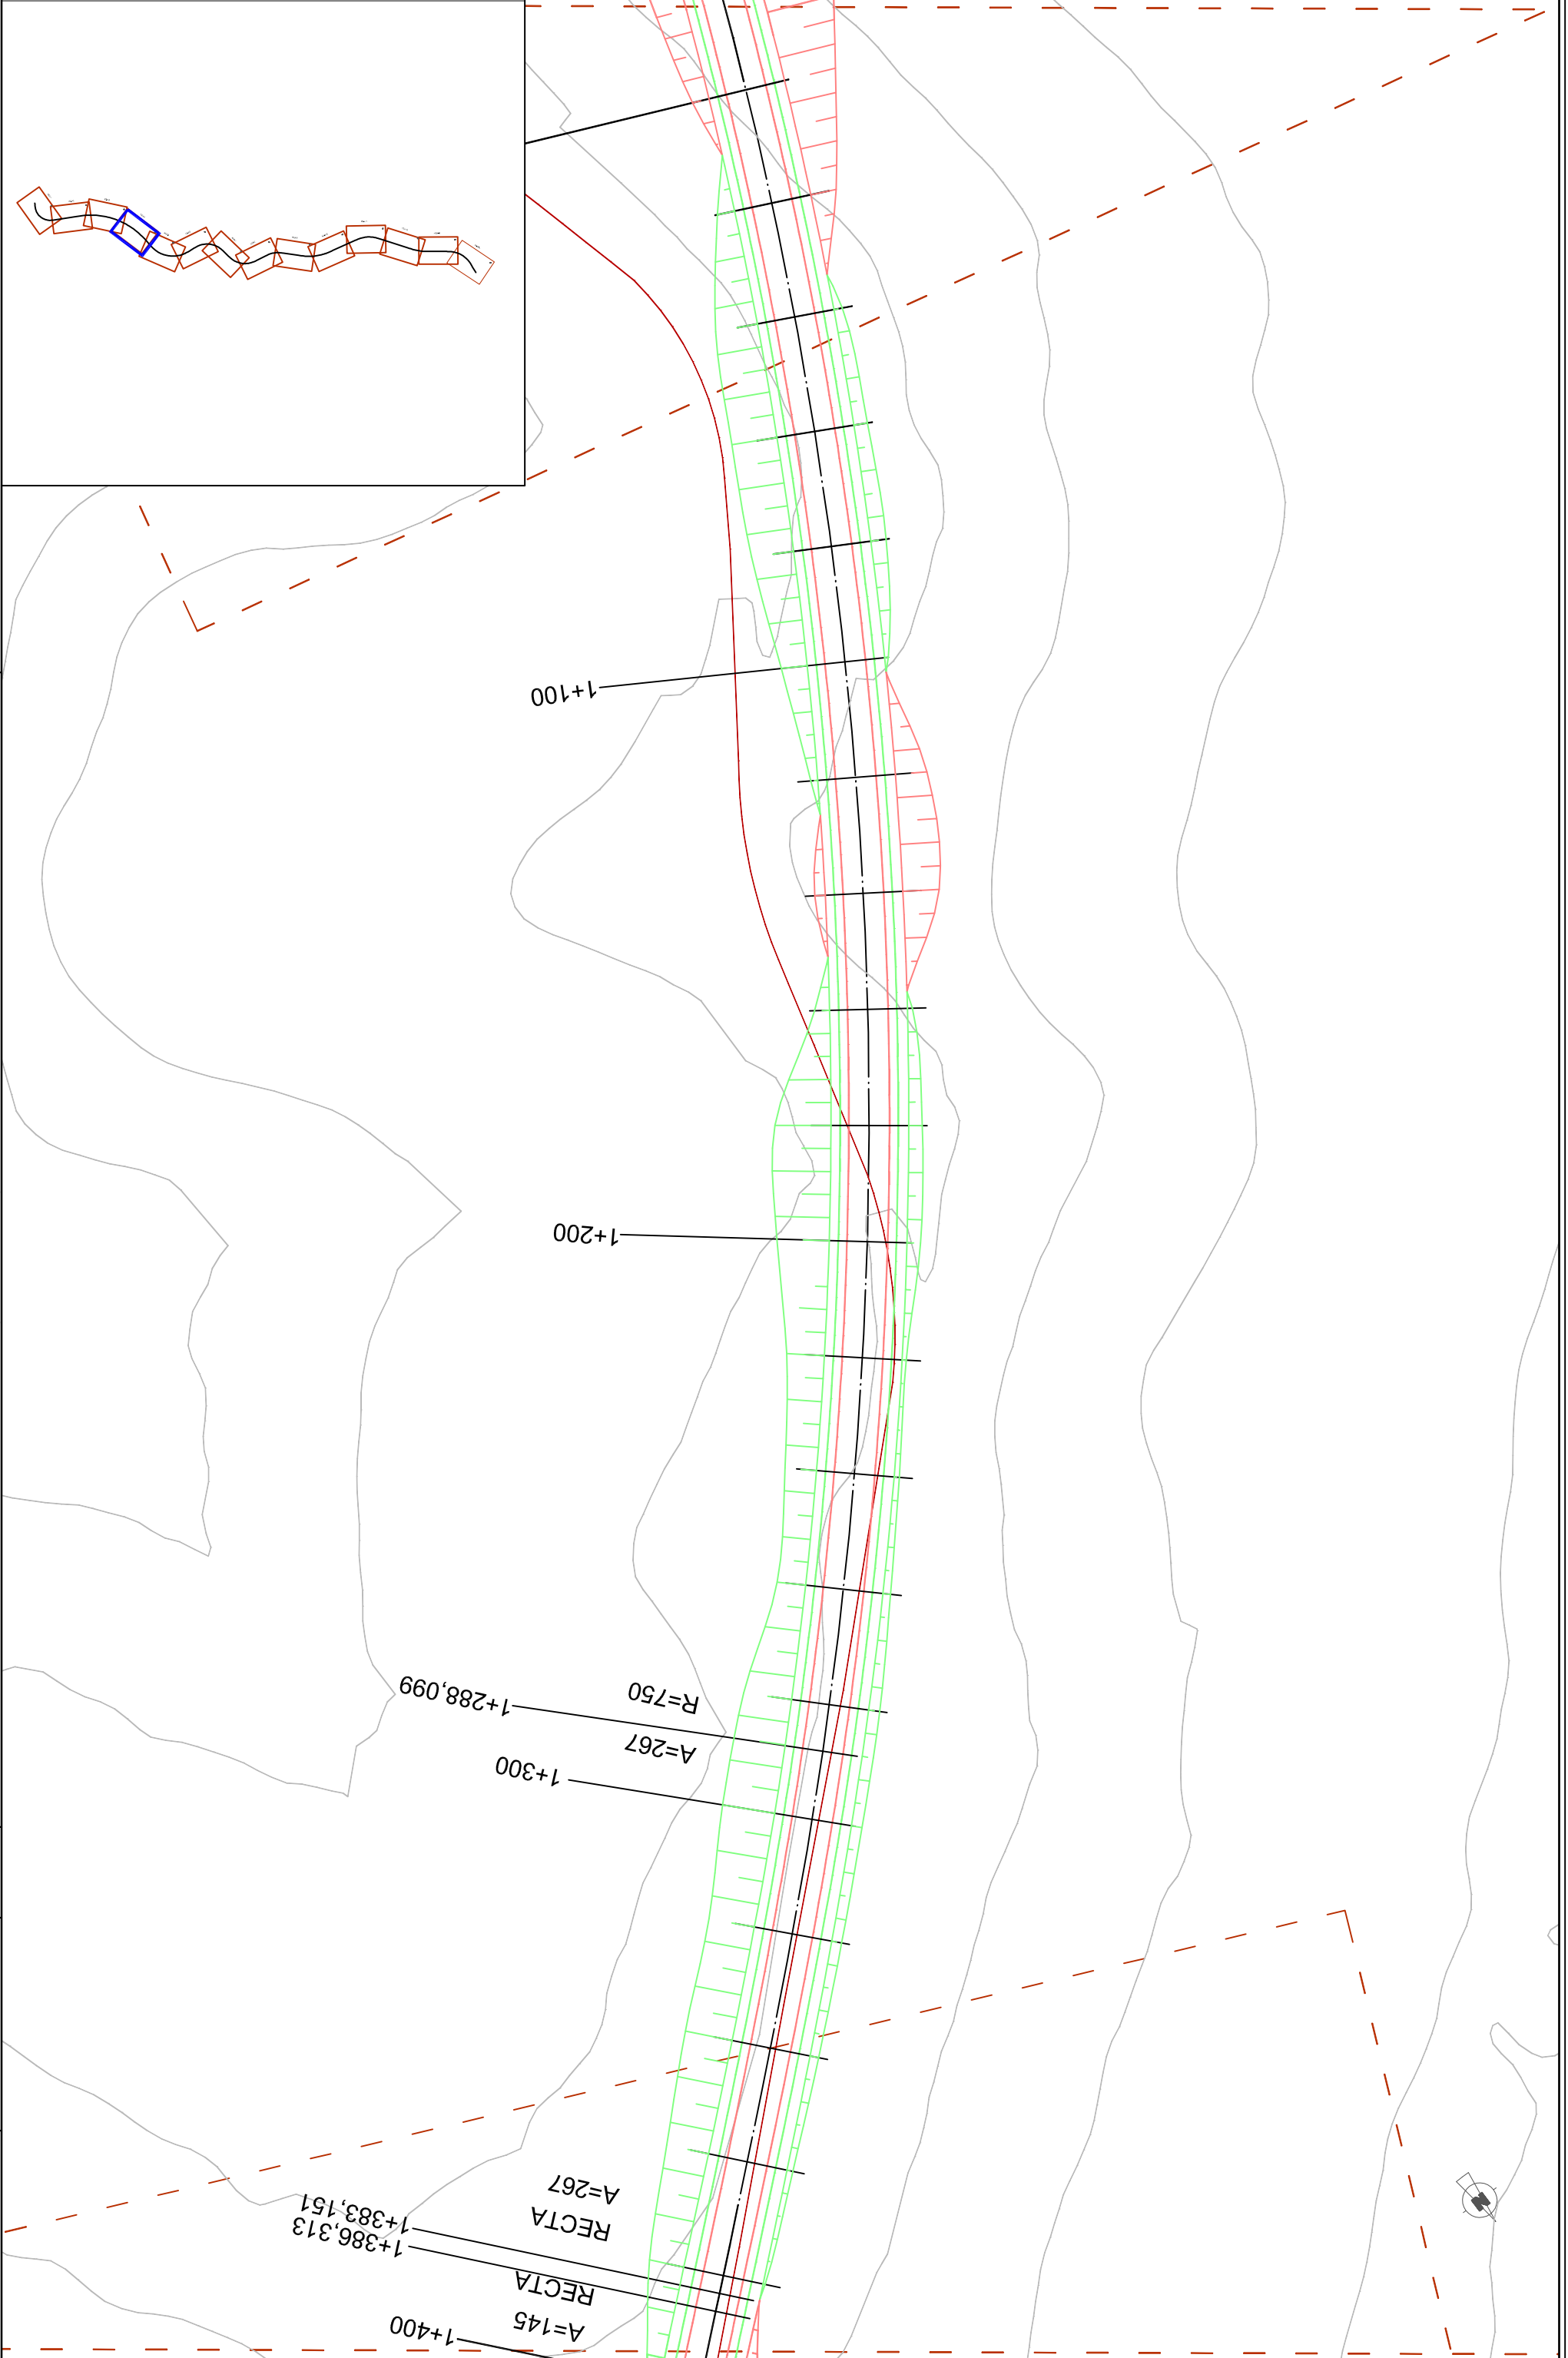 1+100
1+200
R=750
1+288,099
A=267
1+300
A=267
1+383,151
RECTA
1+386,313
RECTA
A=145
1+400
N